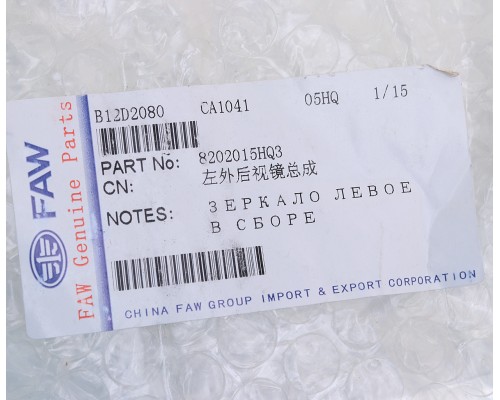 FAW
FAW Genuine Parts
B12D2080 CA1041 05HQ 1/15
PART No: 8202015HQ3
CN: 左外后视镜总成
NOTES: ЗЕРКАЛО ЛЕВОЕ
В СБОРЕ
CHINA FAW GROUP IMPORT & EXPORT CORPORATION